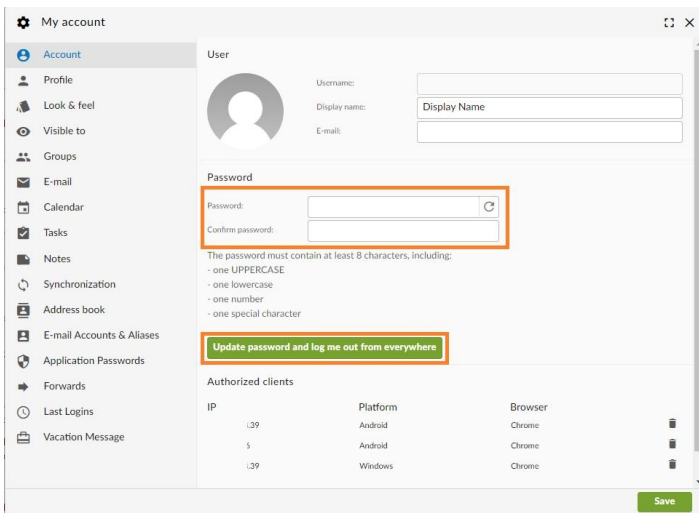 My account
Account
Profile
Look & feel
Visible to
Groups
E-mail
Calendar
Tasks
Notes
Synchronization
Address book
E-mail Accounts & Aliases
Application Passwords
Forwards
Last Logins
Vacation Message
User
Username:
Display name: Display Name
E-mail:
Password
Password:
Confirm password:
The password must contain at least 8 characters, including:
- one UPPERCASE
- one lowercase
- one number
- one special character
Update password and log me out from everywhere
Authorized clients
IP Platform Browser
.39 Android Chrome
Android Chrome
.39 Windows Chrome
Save